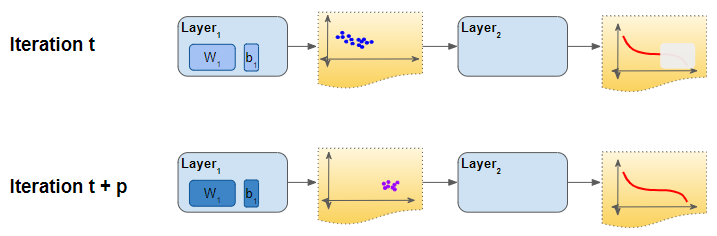 Iteration t
Layer1
W1
b1
Layer2
Iteration t + p
Layer1
W1
b1
Layer2